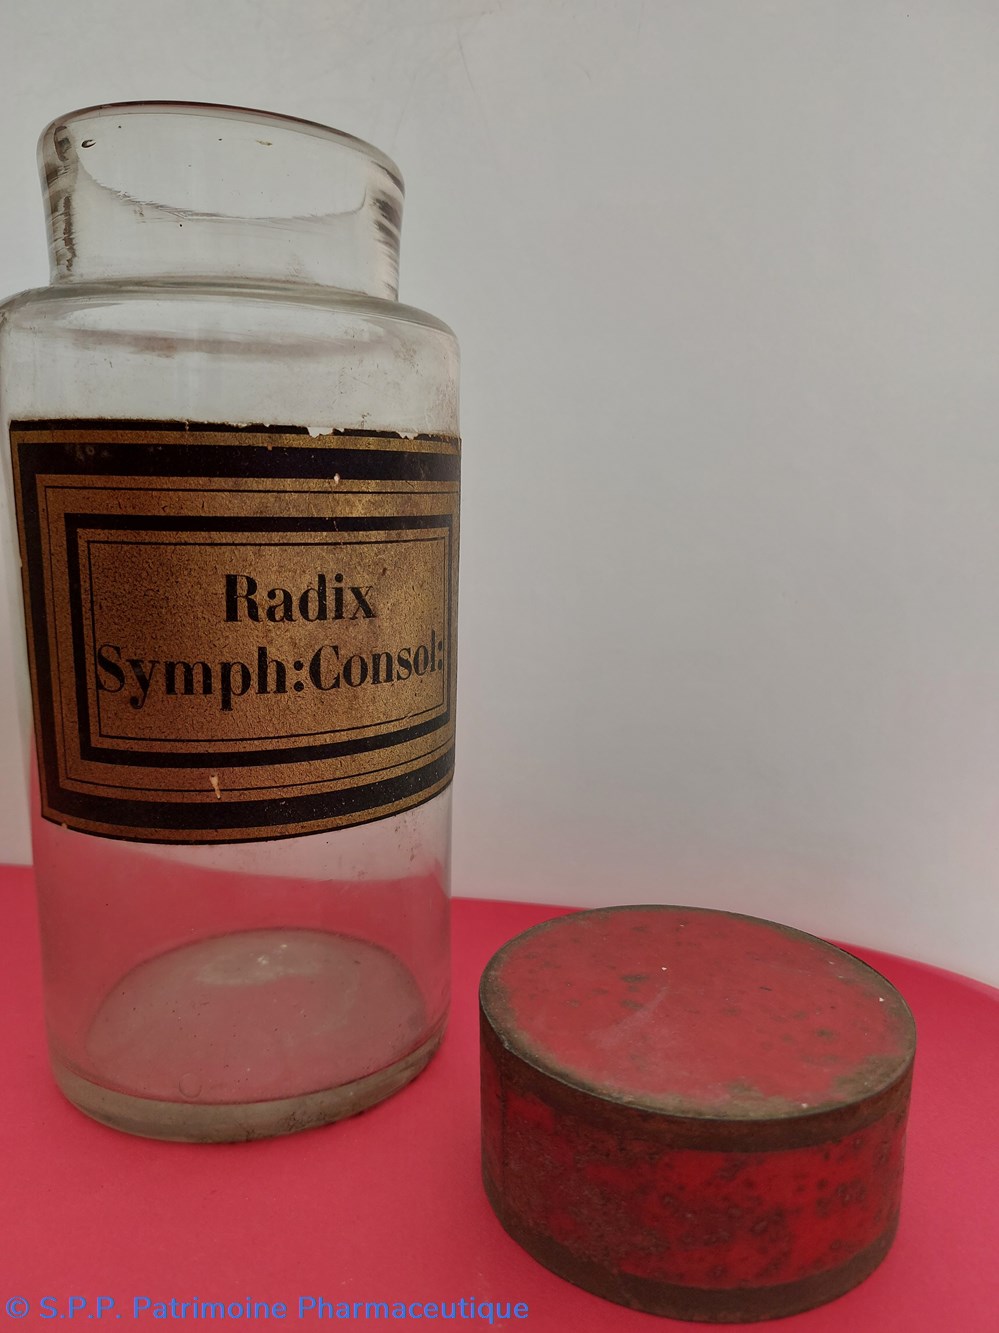 Radix
Symph:Consol:
© S.P.P. Patrimoine Pharmaceutique